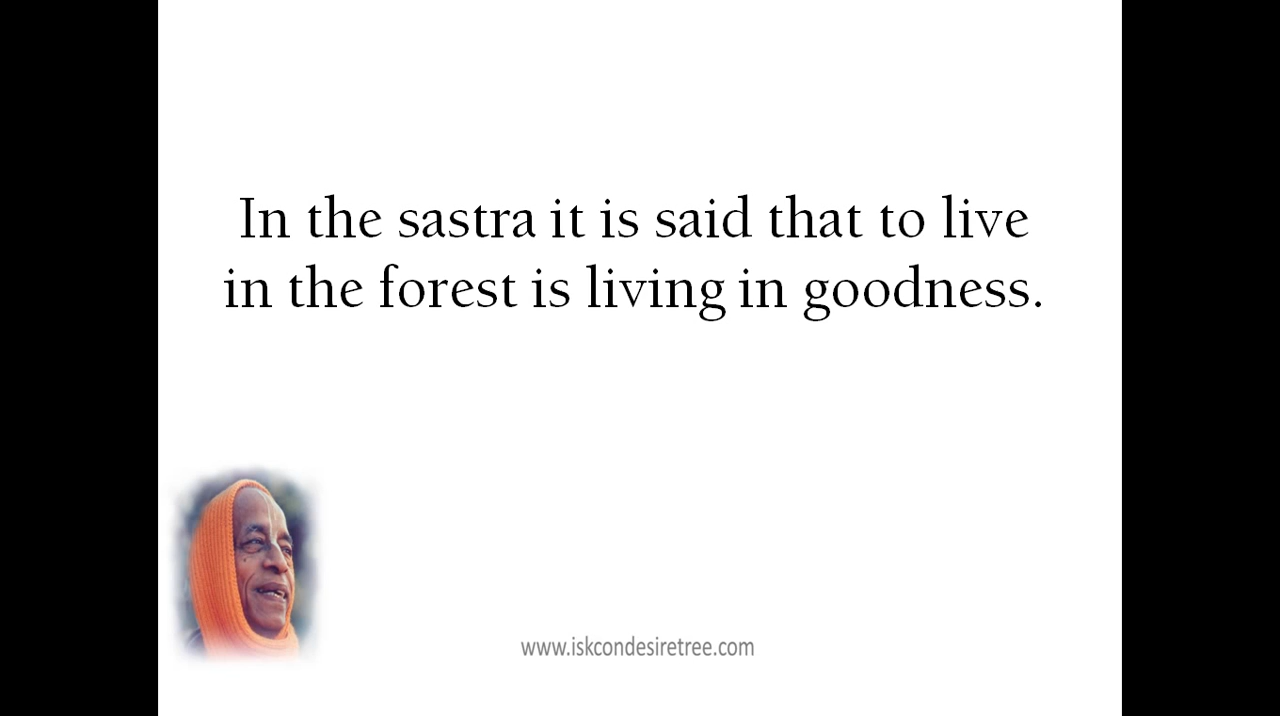 In the sastra it is said that to live
in the forest is living in goodness.
www.iskcondesiretree.com